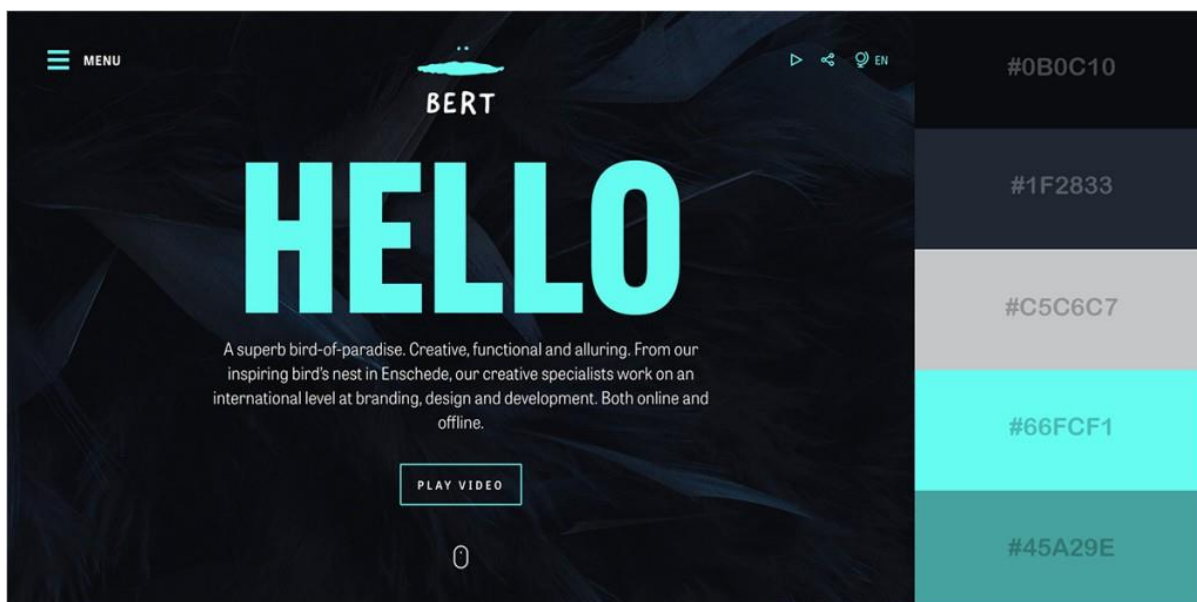 MENU
BERT
EN
HELLO
A superb bird-of-paradise. Creative, functional and alluring. From our
inspiring bird's nest in Enschede, our creative specialists work on an
international level at branding, design and development. Both online and
offline.
PLAY VIDEO
#0B0C10
#1F2833
#C5C6C7
#66FCF1
#45A29E